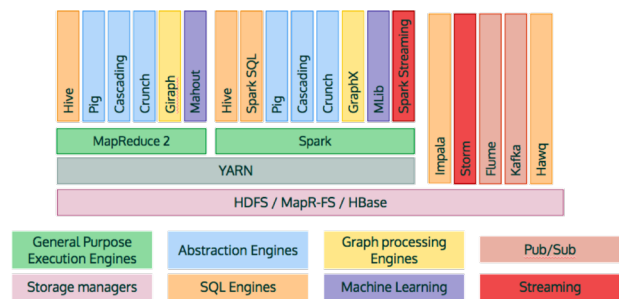 Hive
Pig
Cascading
Crunch
Giraph
Mahout
Hive
Spark SQL
Pig
Cascading
Crunch
GraphX
MLib
Spark Streaming
Impala
Storm
Flume
Kafka
Hawq
MapReduce 2
Spark
YARN
HDFS / MapR-FS / HBase
General Purpose
Execution Engines
Abstraction Engines
Graph processing
Engines
Pub/Sub
Storage managers
SQL Engines
Machine Learning
Streaming